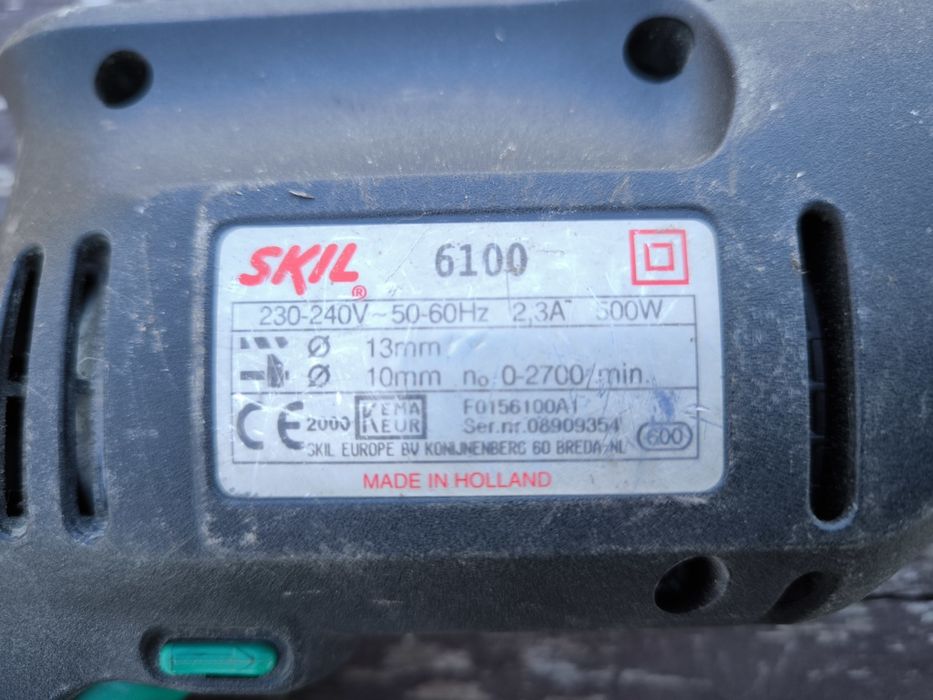 SKIL® 6100
230-240V~50-60Hz 2,3A 500W
Ø 13mm
Ø 10mm n₀ 0-2700/min.
CE 2000 KEMA KEUR F0156100A1
Ser.nr.08909354 600
SKIL EUROPE BV KONIJNENBERG 60 BREDA-NL
MADE IN HOLLAND